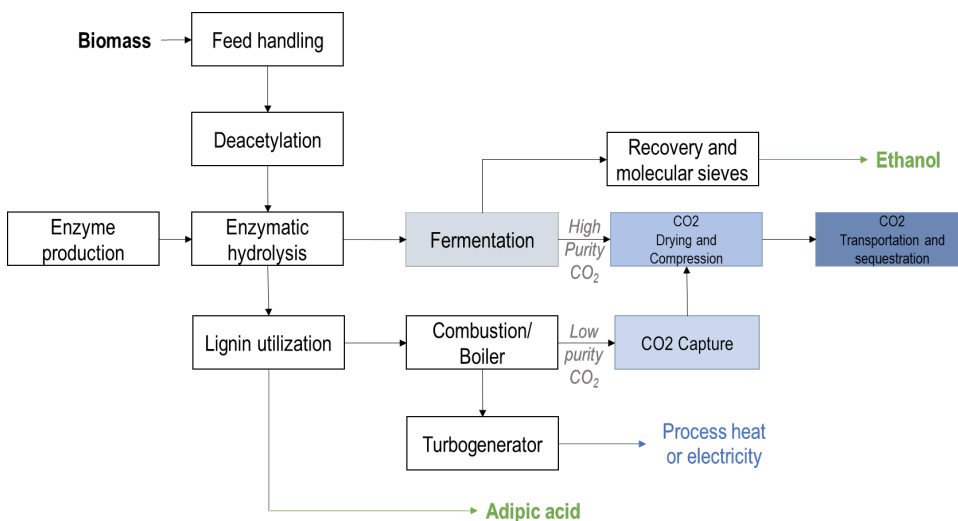 Biomass
Feed handling
Deacetylation
Recovery and
molecular sieves
Ethanol
Enzyme
production
Enzymatic
hydrolysis
Fermentation
High
Purity
CO₂
CO2
Drying and
Compression
CO2
Transportation and
sequestration
Lignin utilization
Combustion/
Boiler
Low
purity
CO₂
CO2 Capture
Turbogenerator
Process heat
or electricity
Adipic acid